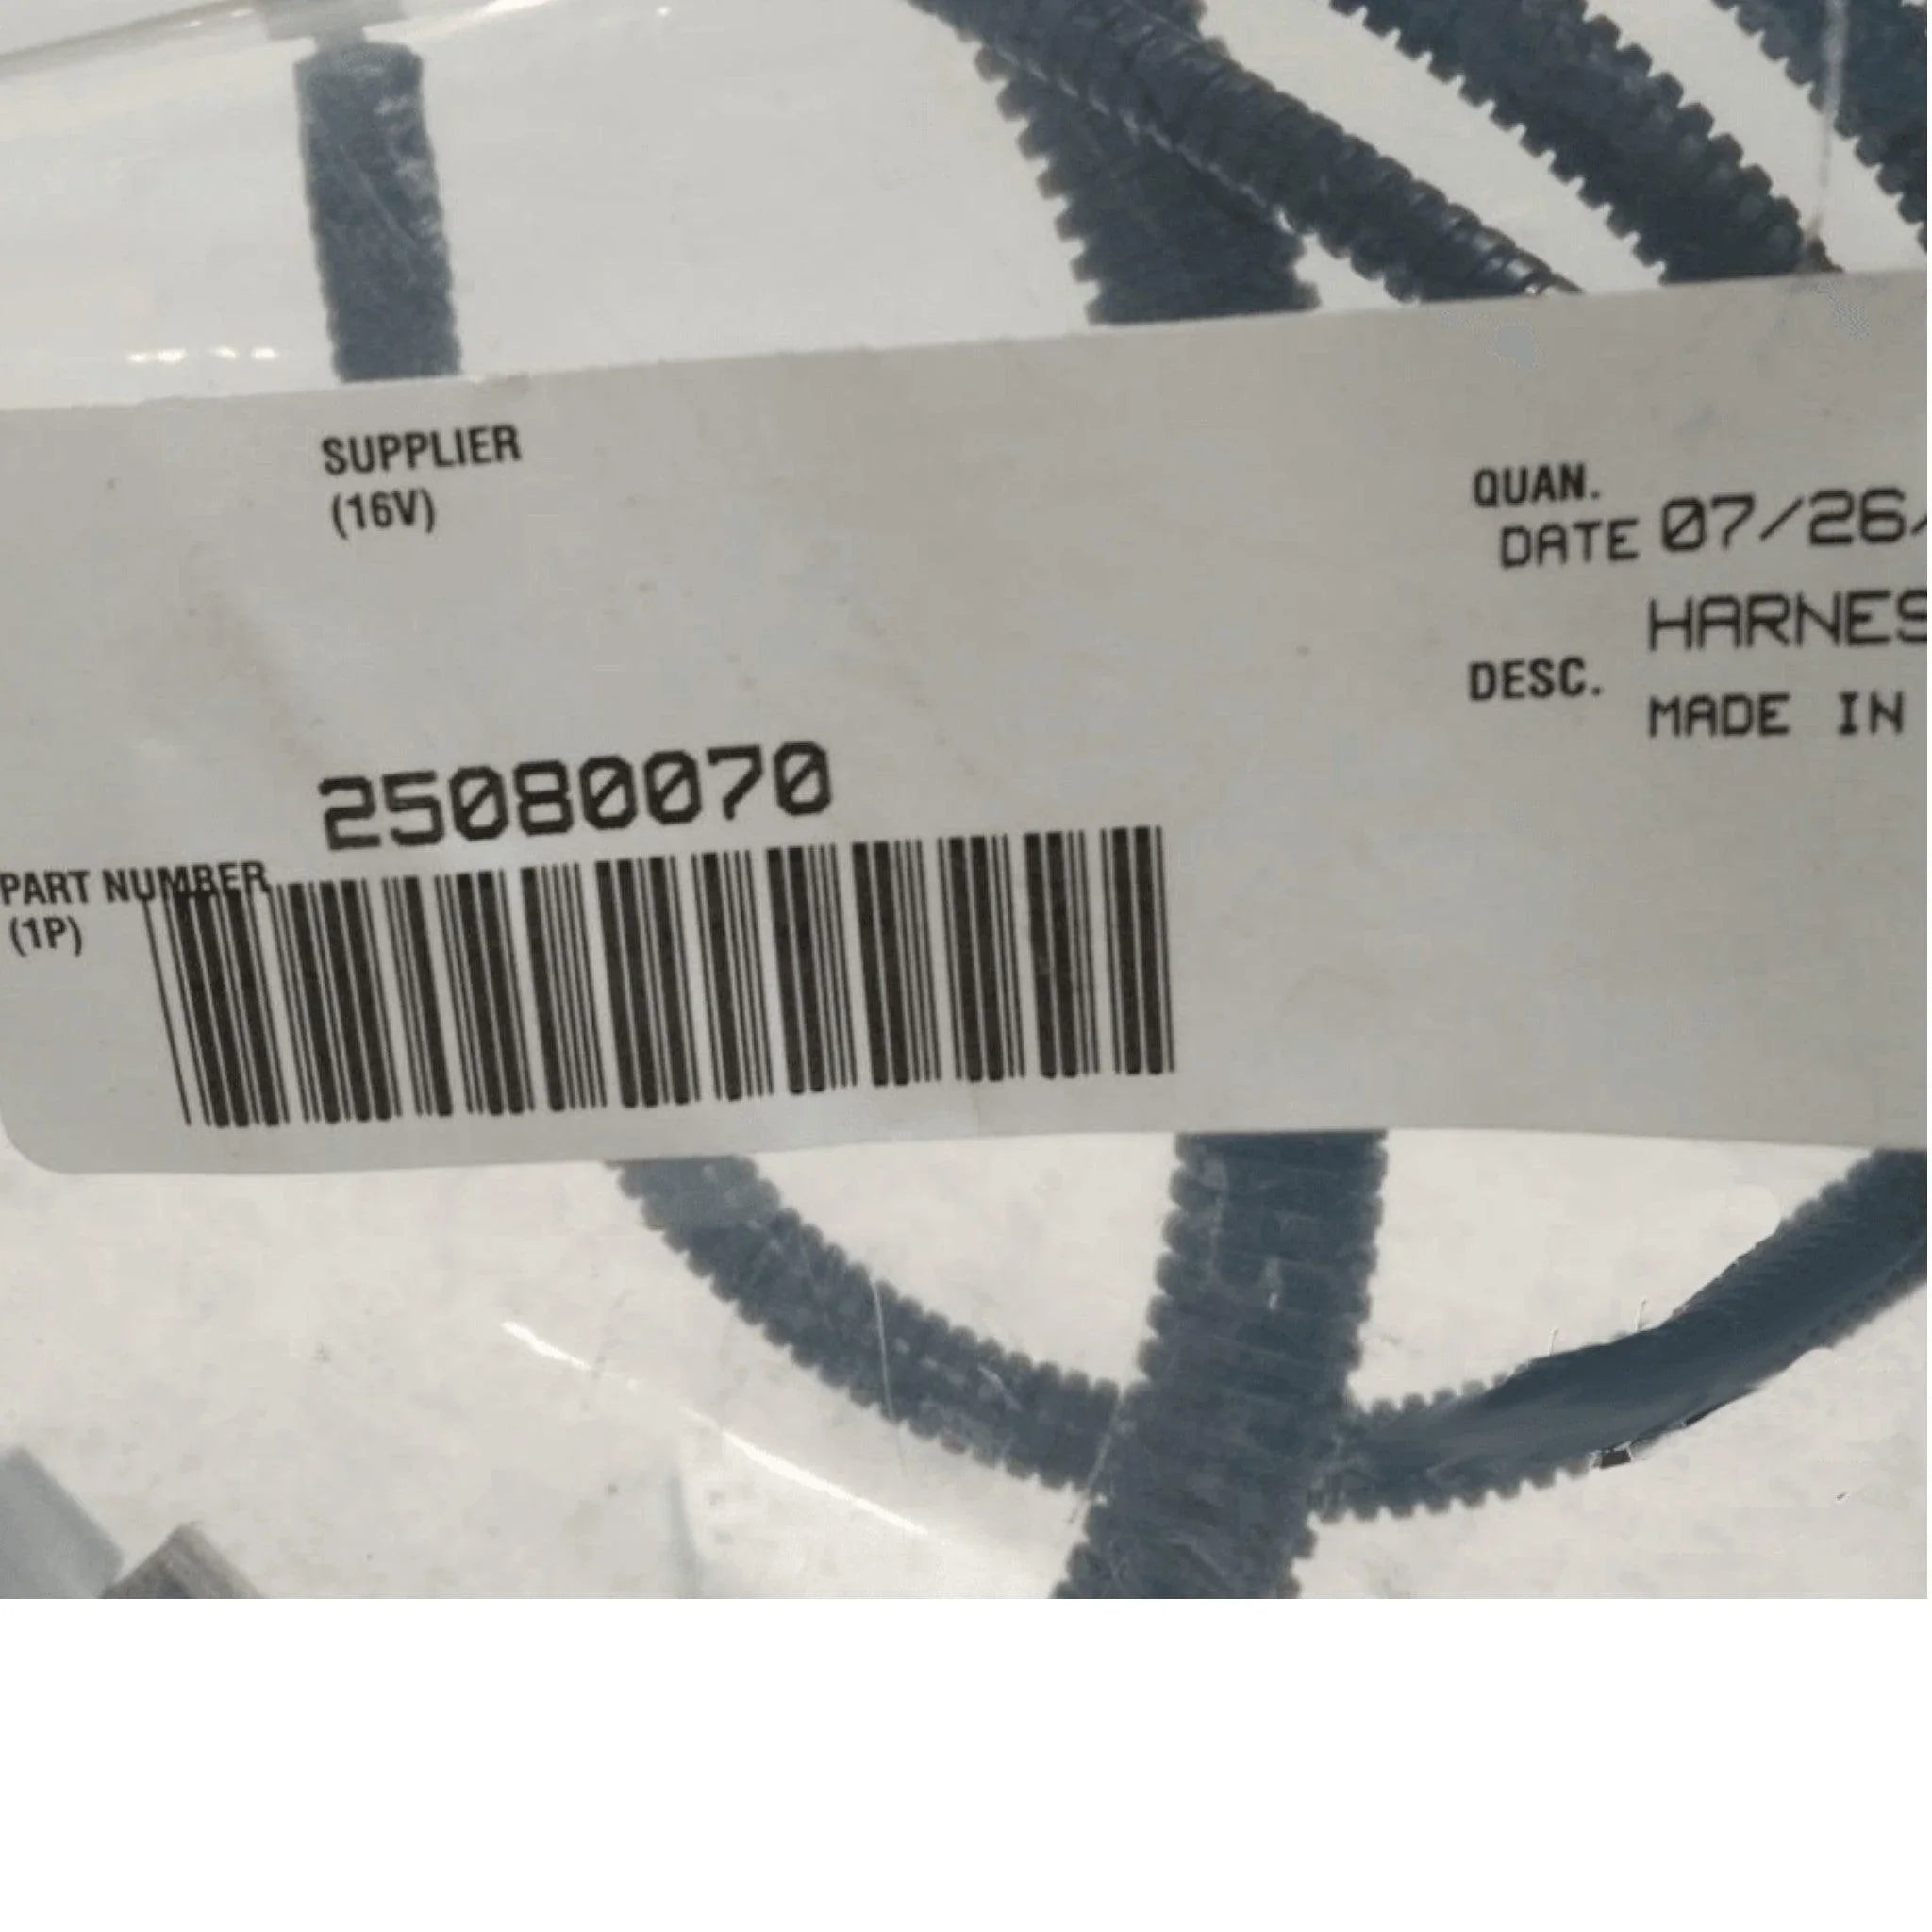 SUPPLIER
(16V)
QUAN.
DATE 07/26
HARNES
DESC.
MADE IN
25080070
PART NUMBER
(1P)